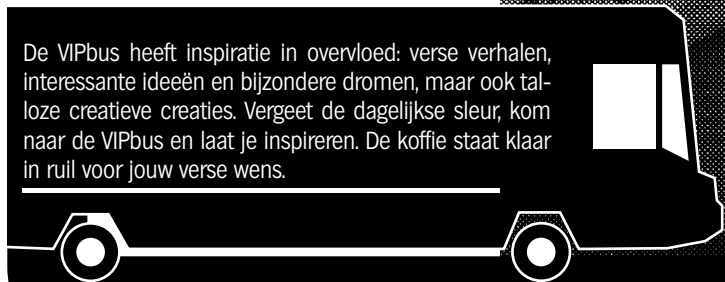 De VIPbus heeft inspiratie in overvloed: verse verhalen,
interessante ideeën en bijzondere dromen, maar ook tal-
loze creatieve creaties. Vergeet de dagelijkse sleur, kom
naar de VIPbus en laat je inspireren. De koffie staat klaar
in ruil voor jouw verse wens.